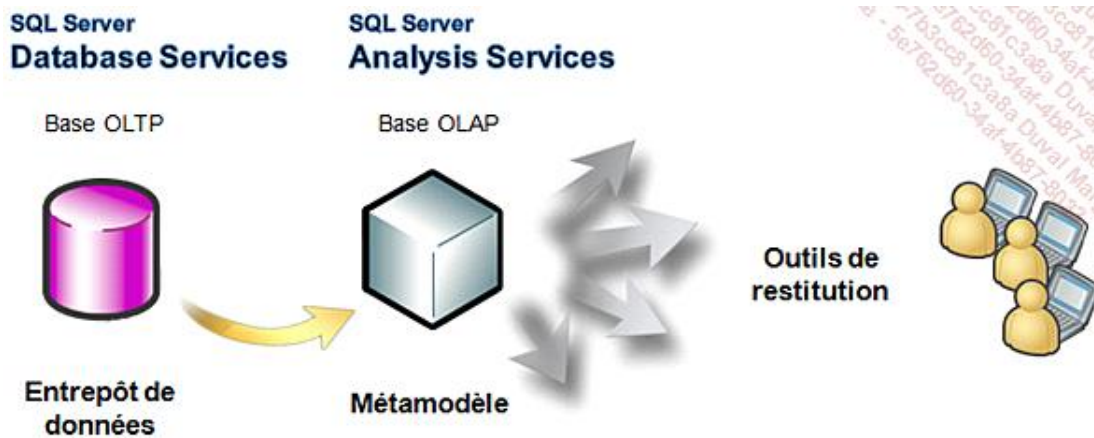 SQL Server
Database Services
SQL Server
Analysis Services
Base OLTP
Base OLAP
Outils de
restitution
Entrepôt de
données
Métamodèle